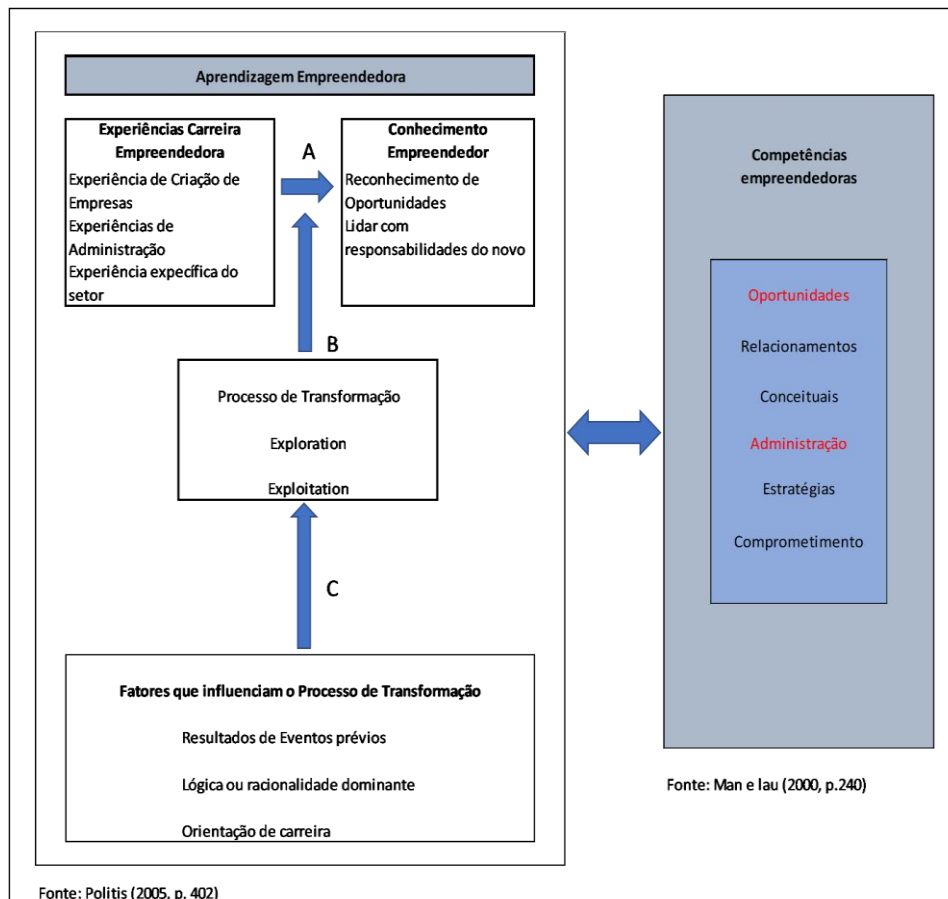 Aprendizagem Empreendedora
Experiências Carreira
Empreendedora
Experiência de Criação de
Empresas
Experiências de
Administração
Experiência expecífica do
setor
A
Conhecimento
Empreendedor
Reconhecimento de
Oportunidades
Lidar com
responsabilidades do novo
B
Processo de Transformação
Exploration
Exploitation
C
Fatores que influenciam o Processo de Transformação
Resultados de Eventos prévios
Lógica ou racionalidade dominante
Orientação de carreira
Fonte: Politis (2005, p. 402)
Competências
empreendedoras
Oportunidades
Relacionamentos
Conceituais
Administração
Estratégias
Comprometimento
Fonte: Man e lau (2000, p.240)